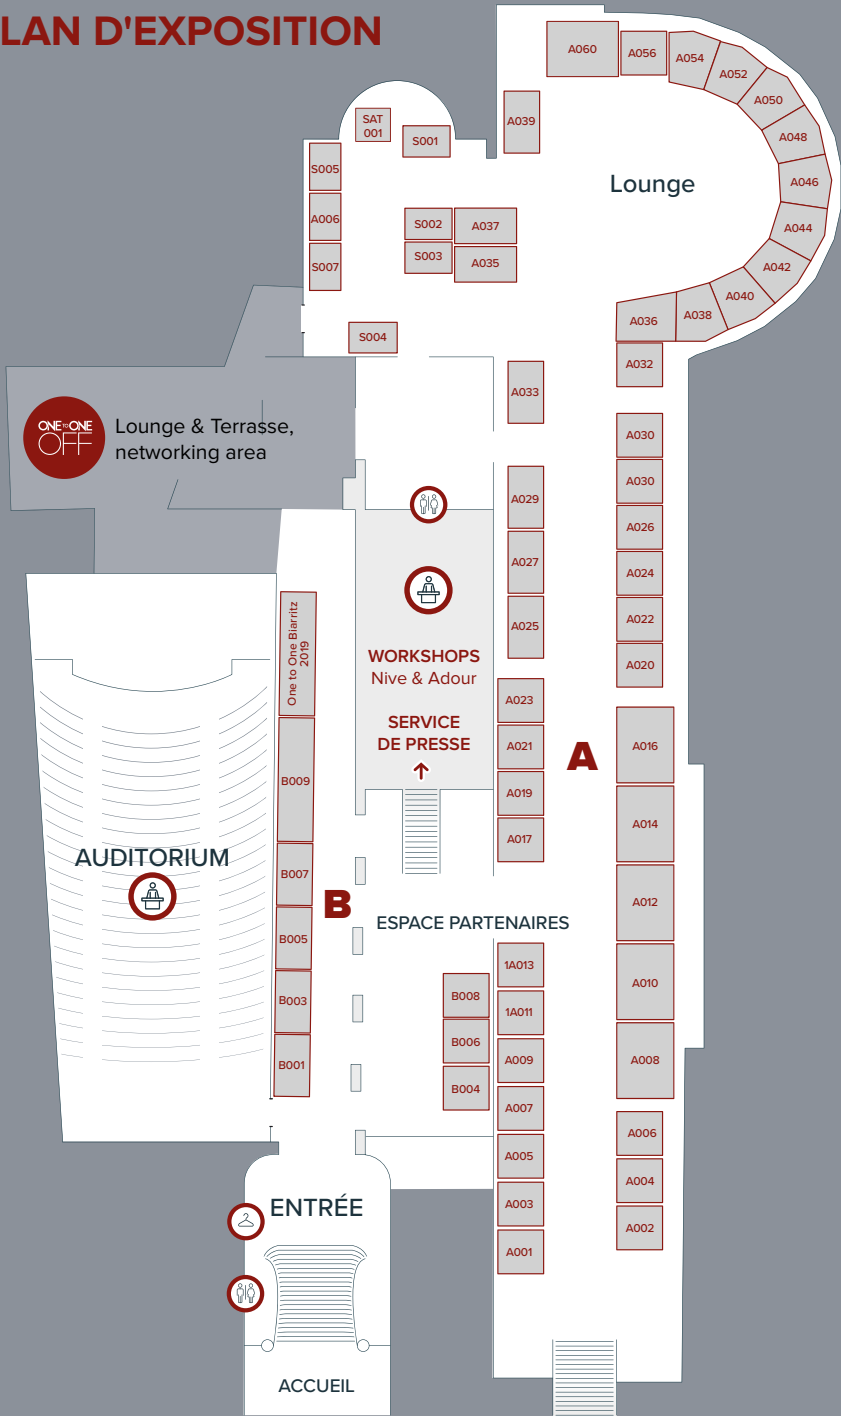 LAN D'EXPOSITION
A060
A056
A054
A052
A050
A048
A046
A044
A042
A040
A038
A036
A039
Lounge
SAT
001
S001
S005
A006
S007
S002
A037
S003
A035
S004
A032
A033
ONE TO ONE
OFF
Lounge & Terrasse,
networking area
A030
A030
A026
A024
A022
A020
A029
A027
A025
WORKSHOPS
Nive & Adour
SERVICE
DE PRESSE
A023
A021
A019
A017
A
A016
A014
A012
A010
A008
One to One Biarritz
2019
B009
B007
B005
B003
B001
AUDITORIUM
B
ESPACE PARTENAIRES
B008
B006
B004
1A013
1A011
A009
A007
A005
A003
A001
A006
A004
A002
ENTRÉE
ACCUEIL